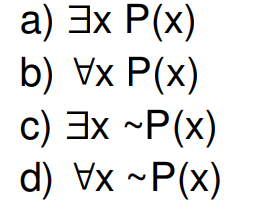 a) ∃x P(x)
b) ∀x P(x)
c) ∃x ~P(x)
d) ∀x ~P(x)